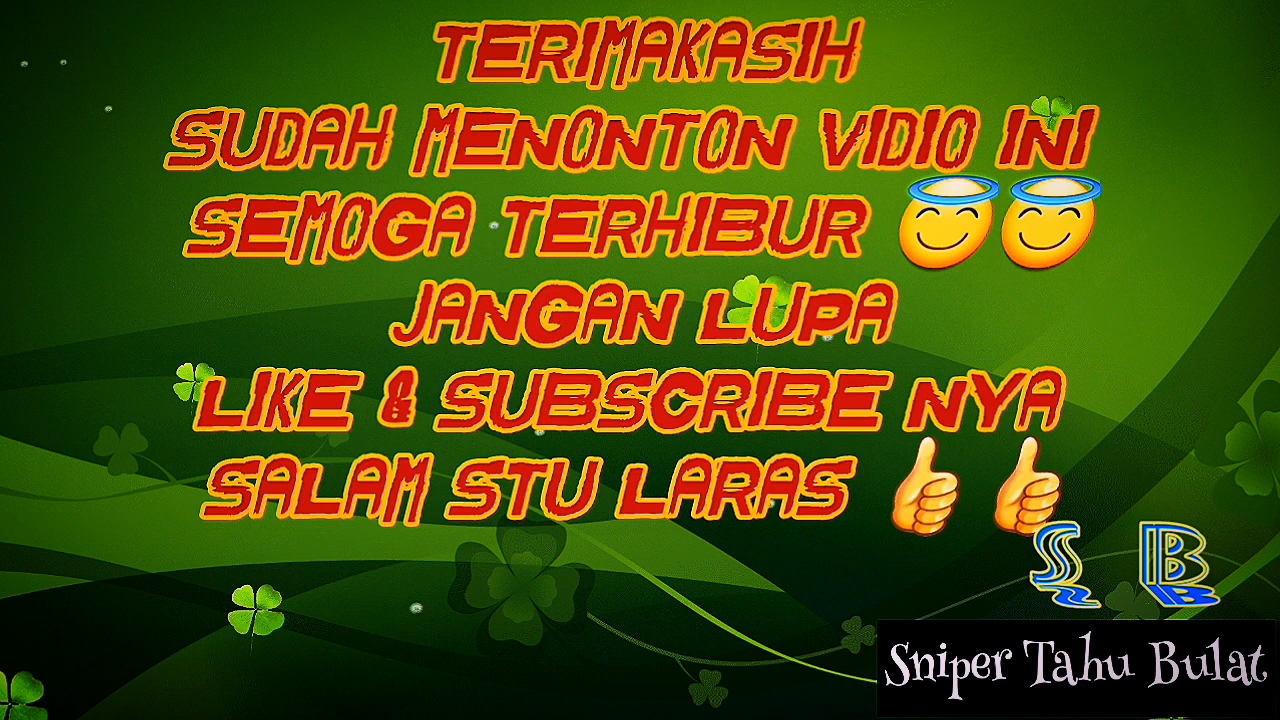 TERIMAKASIH
SUDAH MENONTON VIDIO INI
SEMOGA TERHIBUR 😇😇
JANGAN LUPA
LIKE & SUBSCRIBE NYA
SALAM STU LARAS 👍👍
S B
Sniper Tahu Bulat